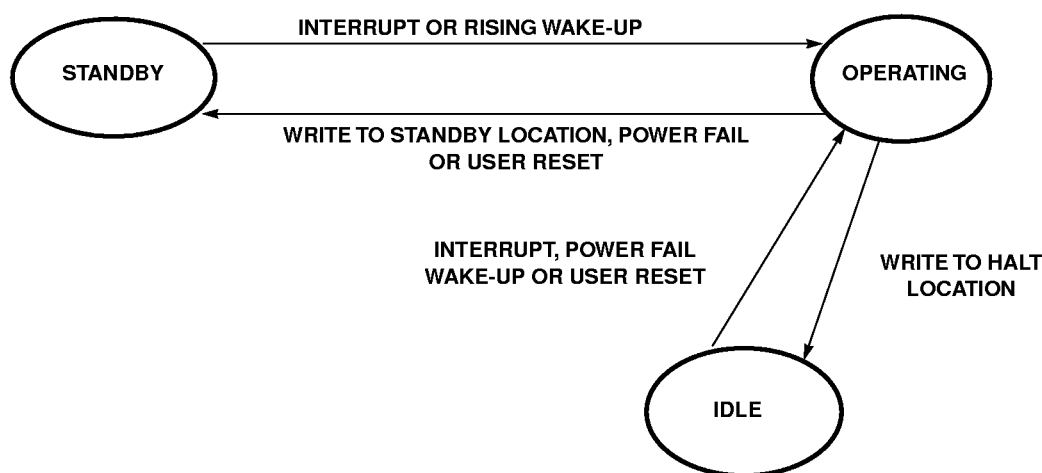 INTERRUPT OR RISING WAKE-UP
STANDBY
OPERATING
WRITE TO STANDBY LOCATION, POWER FAIL
OR USER RESET
INTERRUPT, POWER FAIL
WAKE-UP OR USER RESET
WRITE TO HALT
LOCATION
IDLE